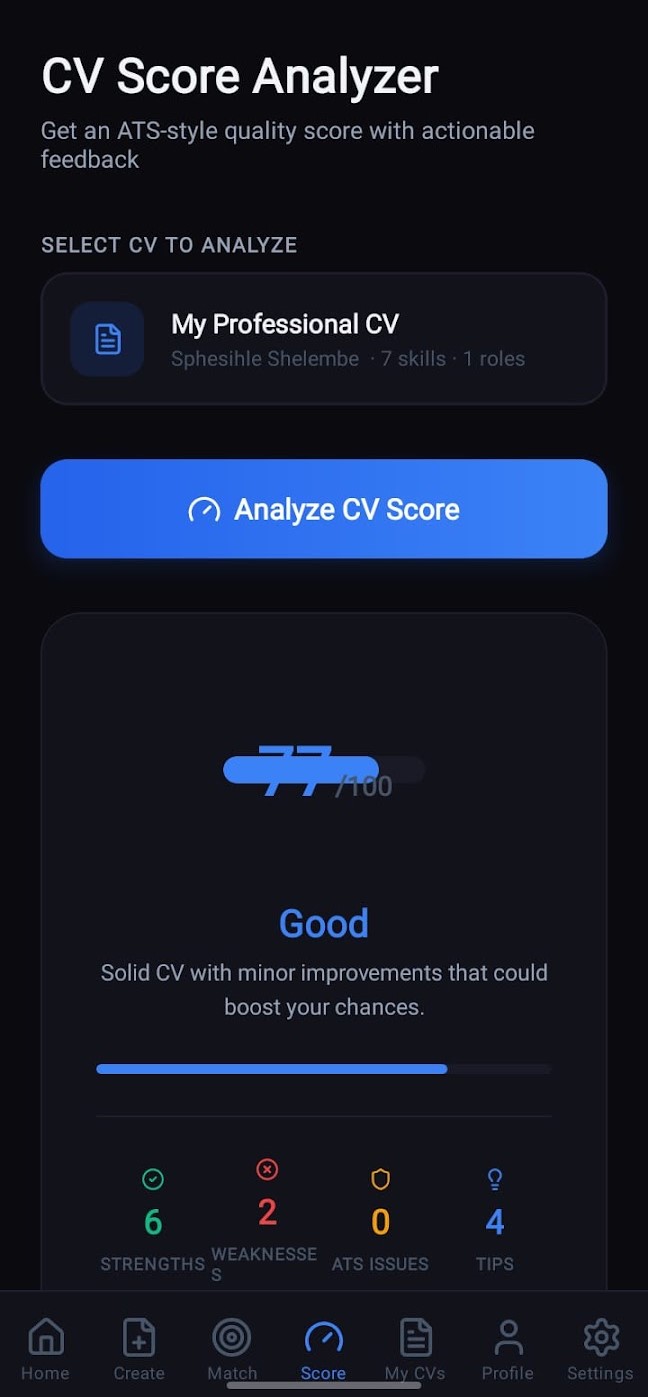 CV Score Analyzer
Get an ATS-style quality score with actionable
feedback
SELECT CV TO ANALYZE
My Professional CV
Sphesihle Shelembe · 7 skills · 1 roles
Analyze CV Score
77 /100
Good
Solid CV with minor improvements that could
boost your chances.
6
2
0
4
STRENGTHS
WEAKNESSE
S
ATS ISSUES
TIPS
Home
Create
Match
Score
My CVs
Profile
Settings